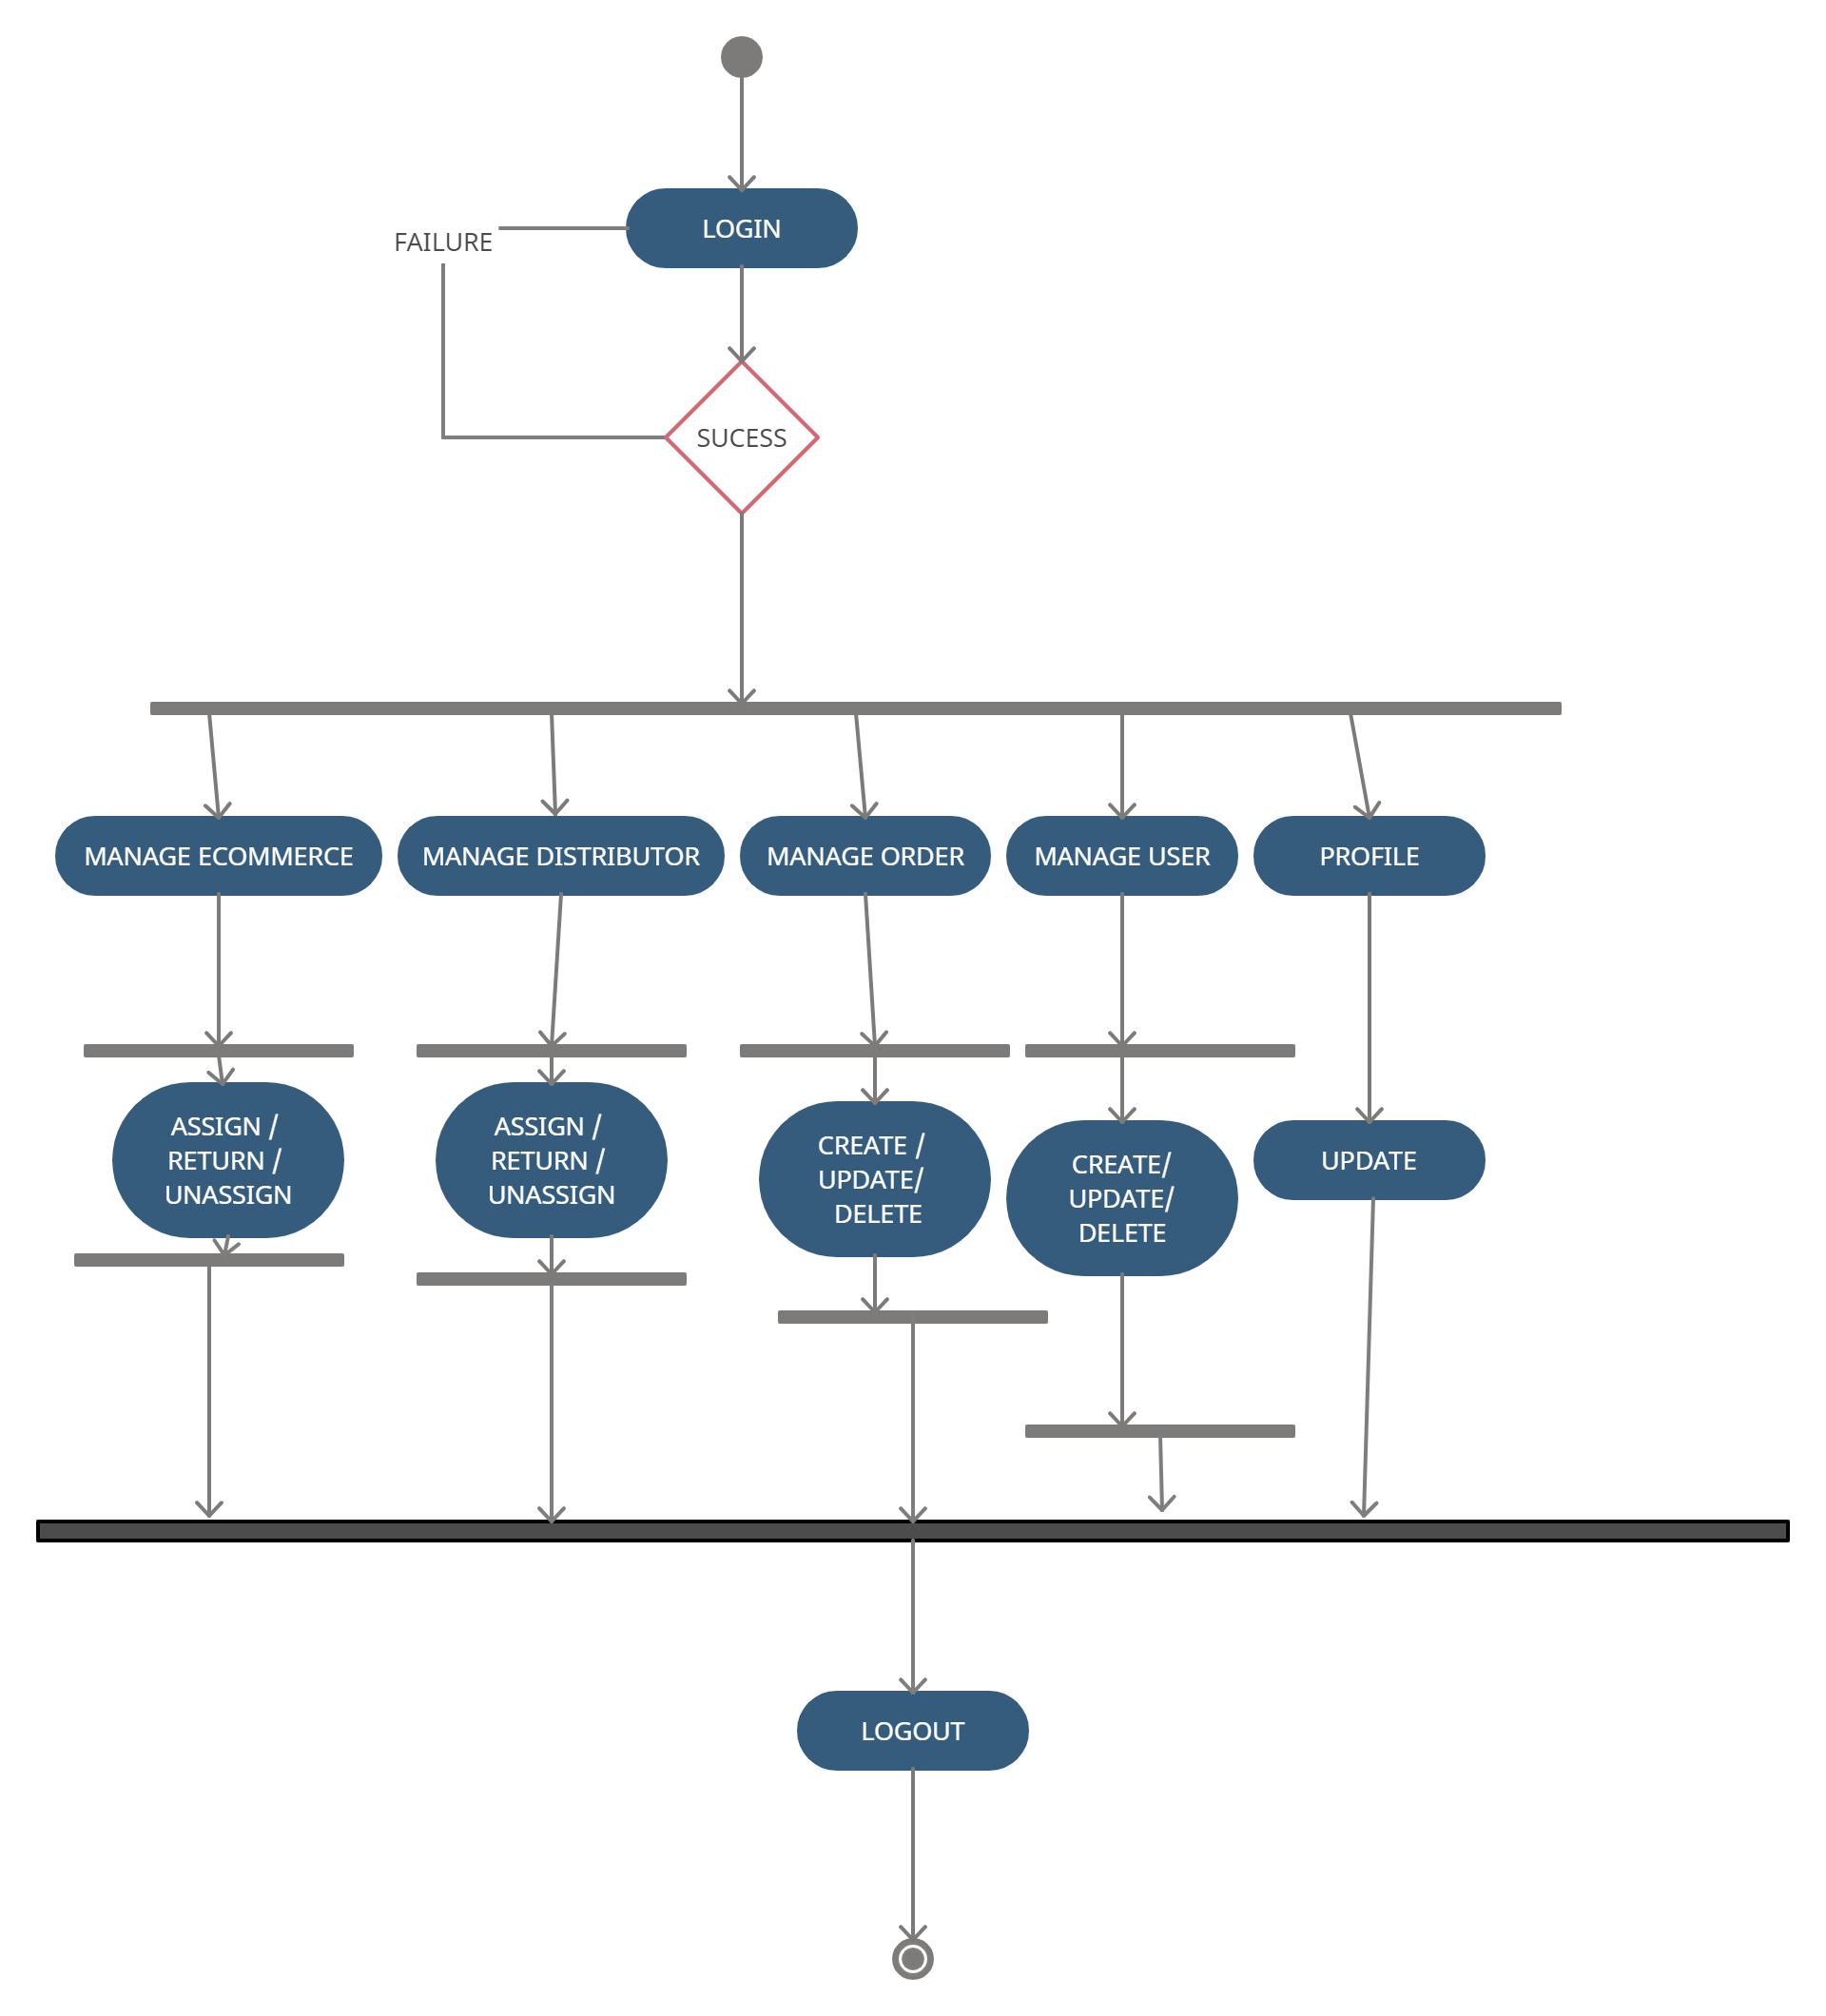 LOGIN
FAILURE
SUCESS
MANAGE ECOMMERCE
MANAGE DISTRIBUTOR
MANAGE ORDER
MANAGE USER
PROFILE
ASSIGN /
RETURN /
UNASSIGN
ASSIGN /
RETURN /
UNASSIGN
CREATE /
UPDATE/
DELETE
CREATE/
UPDATE/
DELETE
UPDATE
LOGOUT